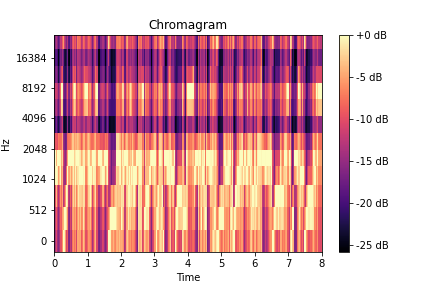 Chromagram
+0 dB
16384
-5 dB
8192
-10 dB
4096
Hz
2048
-15 dB
1024
-20 dB
512
0
-25 dB
0 1 2 3 4 5 6 7 8
Time